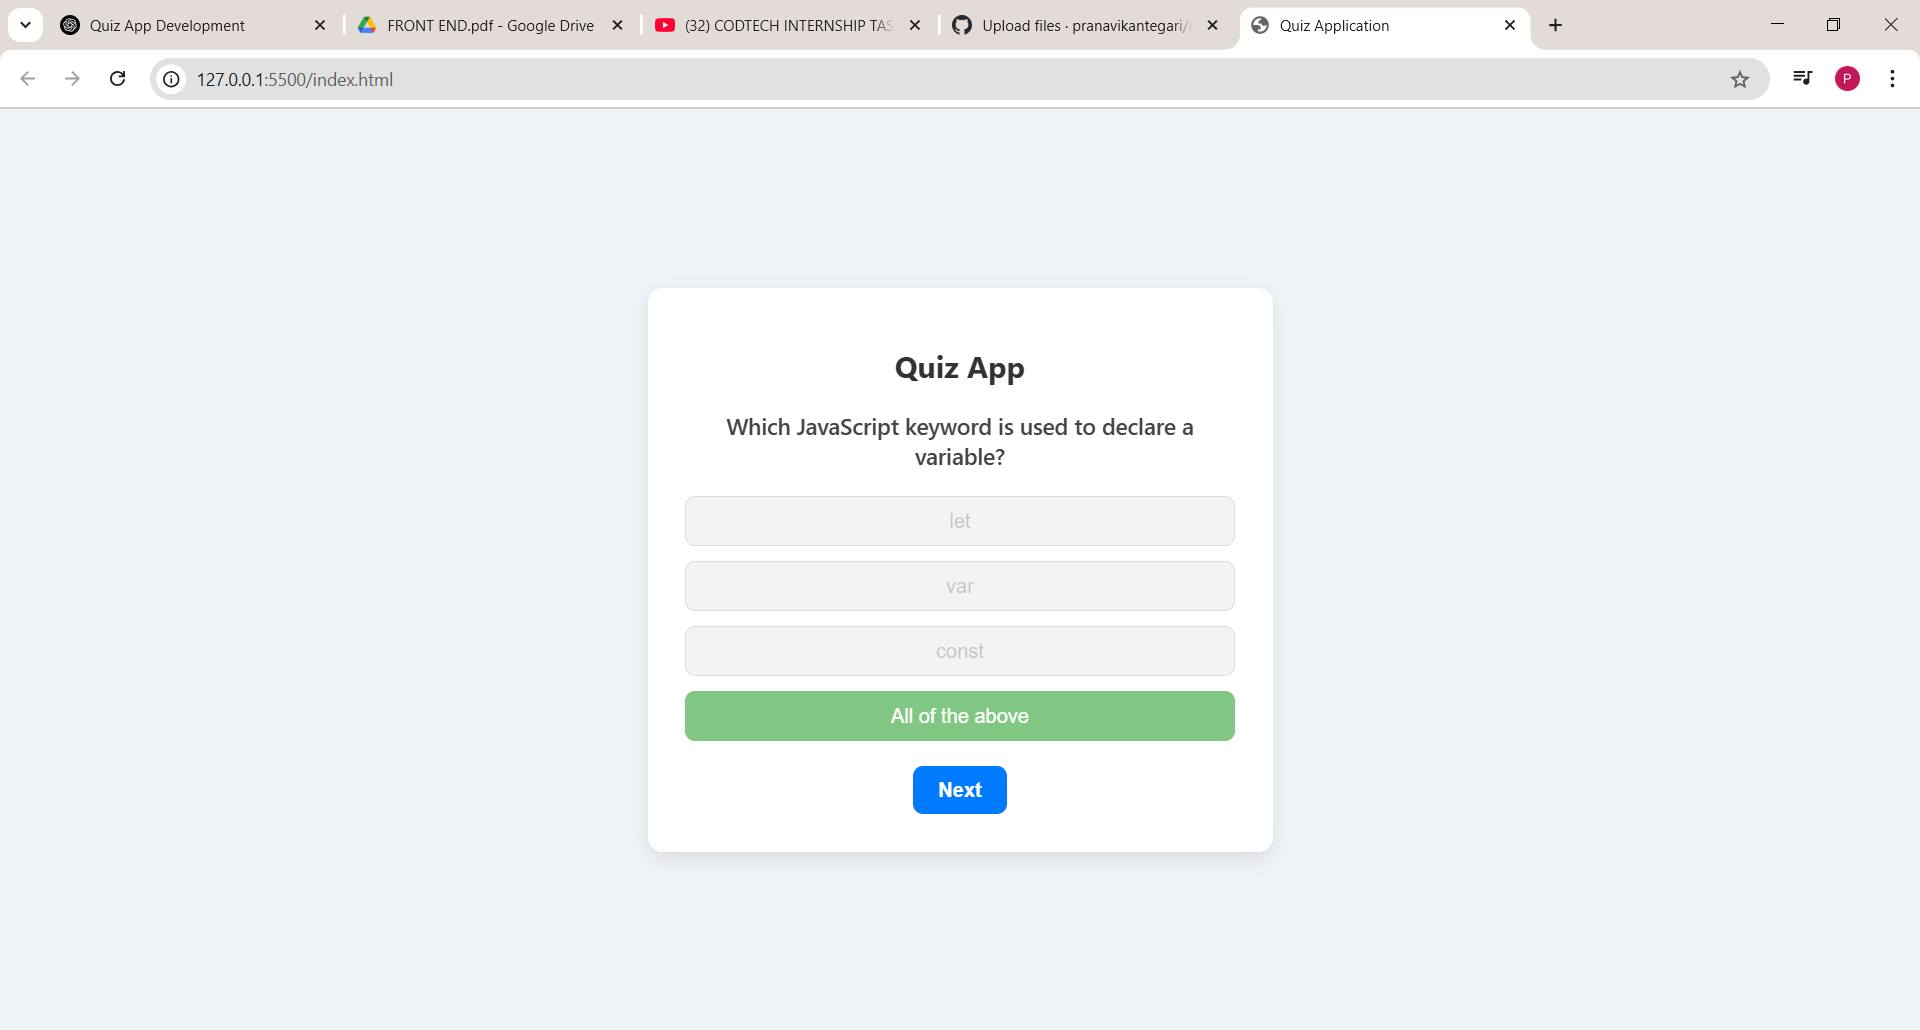 Quiz App Development
FRONT END.pdf - Google Drive
(32) CODTECH INTERNSHIP TAS
Upload files · pranavikantegari/
Quiz Application
127.0.0.1:5500/index.html
P
Quiz App
Which JavaScript keyword is used to declare a
variable?
let
var
const
All of the above
Next